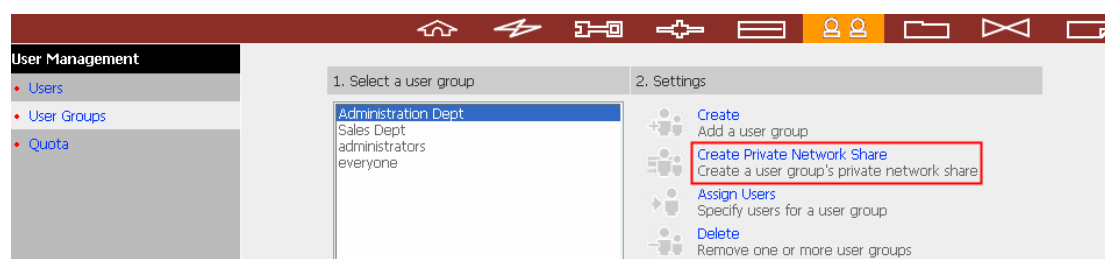 User Management
Users
User Groups
Quota
1. Select a user group
Administration Dept
Sales Dept
administrators
everyone
2. Settings
Create
Add a user group
Create Private Network Share
Create a user group's private network share
Assign Users
Specify users for a user group
Delete
Remove one or more user groups